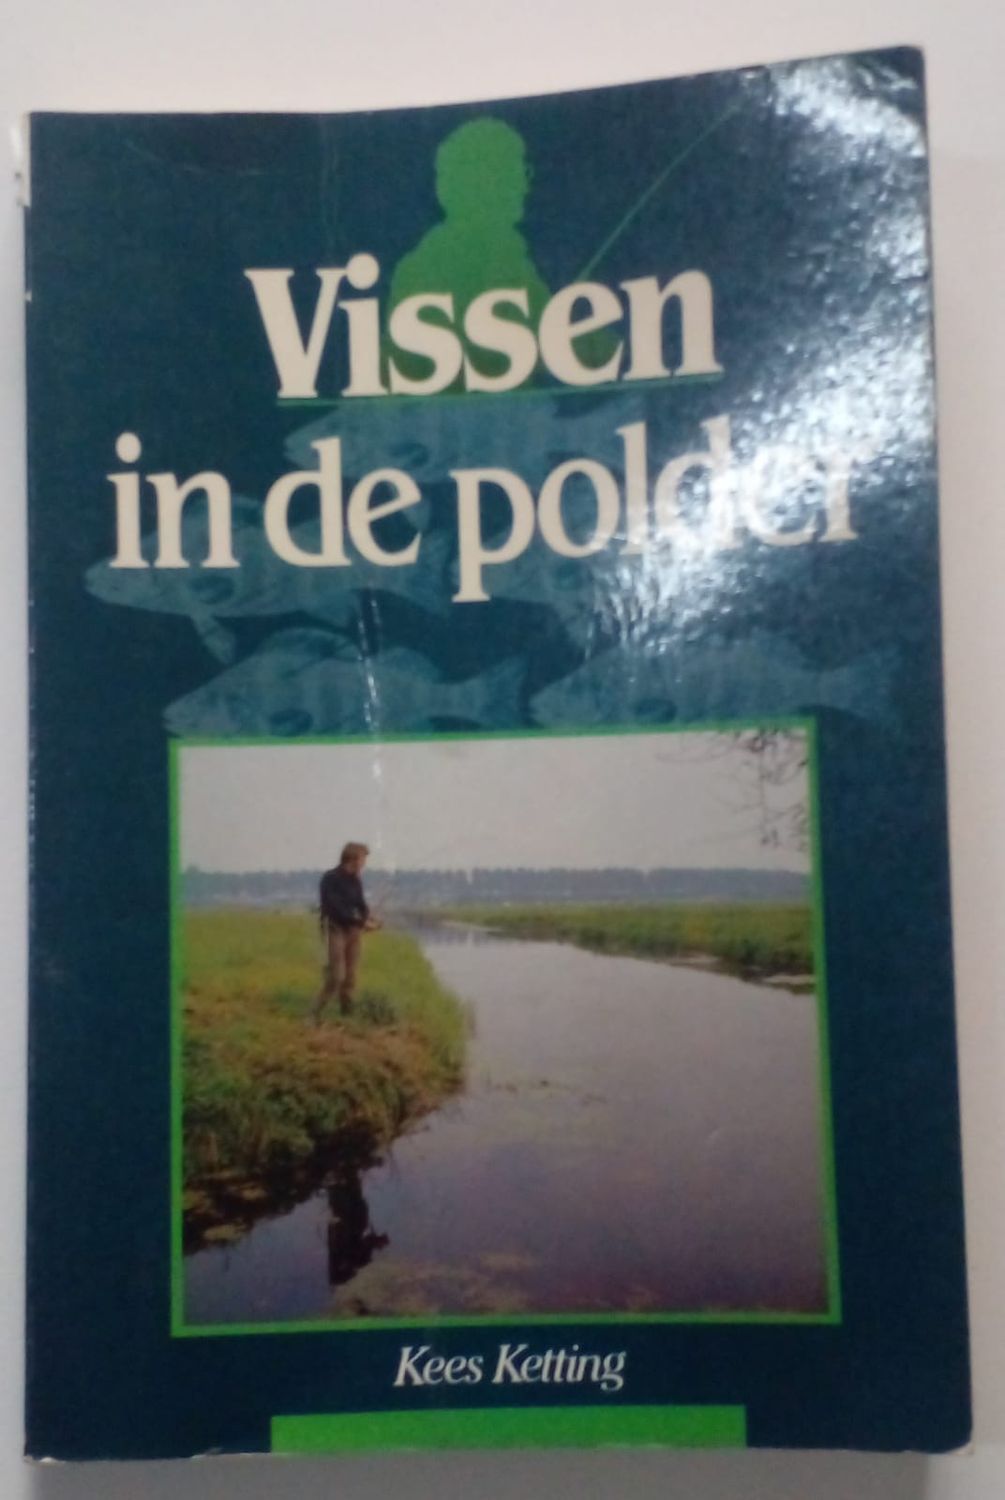 Vissen
in de polder
Kees Ketting